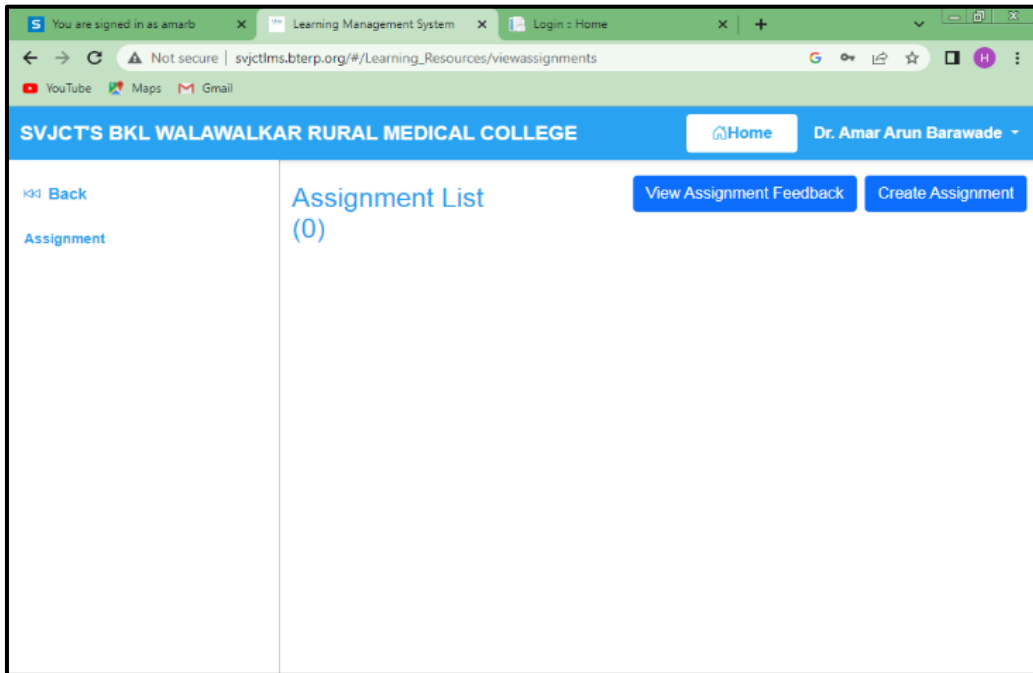 S You are signed in as amarb
Learning Management System
Login :: Home
Not secure | svjctlms.bterp.org/#/Learning_Resources/viewassignments
G
H
YouTube Maps Gmail
SVJCT'S BKL WALAWALKAR RURAL MEDICAL COLLEGE
Home
Dr. Amar Arun Barawade
Back
Assignment
Assignment List
(0)
View Assignment Feedback
Create Assignment